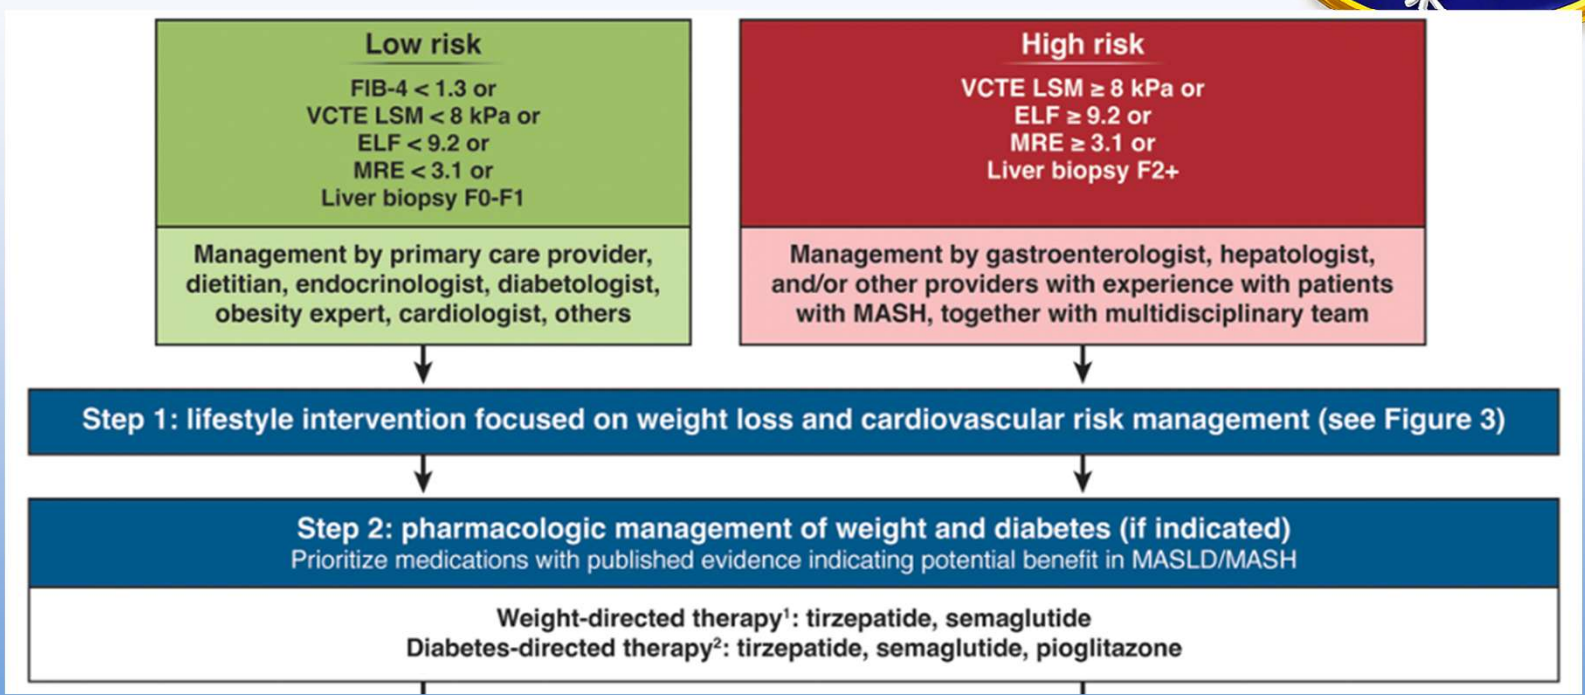 Low risk
FIB-4 < 1.3 or
VCTE LSM < 8 kPa or
ELF < 9.2 or
MRE < 3.1 or
Liver biopsy F0-F1
Management by primary care provider,
dietitian, endocrinologist, diabetologist,
obesity expert, cardiologist, others
High risk
VCTE LSM ≥ 8 kPa or
ELF ≥ 9.2 or
MRE ≥ 3.1 or
Liver biopsy F2+
Management by gastroenterologist, hepatologist,
and/or other providers with experience with patients
with MASH, together with multidisciplinary team
Step 1: lifestyle intervention focused on weight loss and cardiovascular risk management (see Figure 3)
Step 2: pharmacologic management of weight and diabetes (if indicated)
Prioritize medications with published evidence indicating potential benefit in MASLD/MASH
Weight-directed therapy¹: tirzepatide, semaglutide
Diabetes-directed therapy²: tirzepatide, semaglutide, pioglitazone